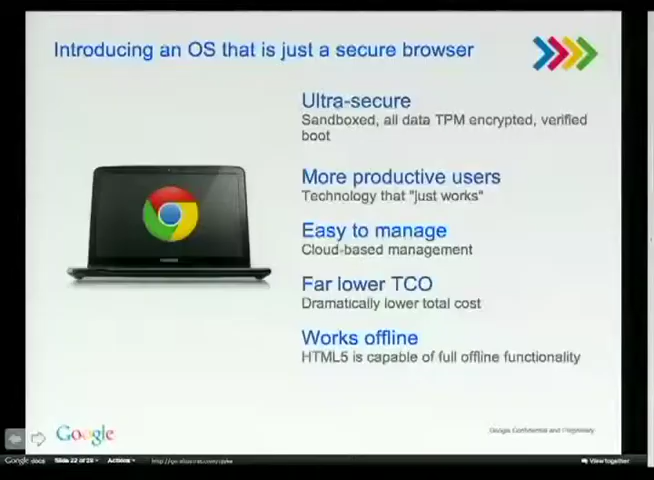 Introducing an OS that is just a secure browser
Ultra-secure
Sandboxed, all data TPM encrypted, verified
boot
More productive users
Technology that "just works"
Easy to manage
Cloud-based management
Far lower TCO
Dramatically lower total cost
Works offline
HTML5 is capable of full offline functionality
Google
Google Confidential and Proprietary
Google docs
Actions
View together